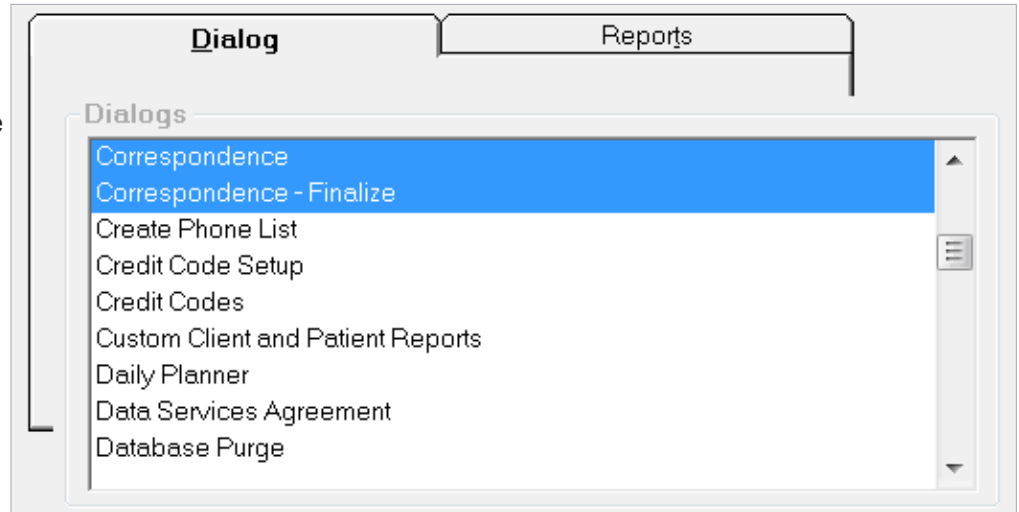 Dialog
Reports
e
Dialogs
Correspondence
Correspondence - Finalize
Create Phone List
Credit Code Setup
Credit Codes
Custom Client and Patient Reports
Daily Planner
Data Services Agreement
Database Purge